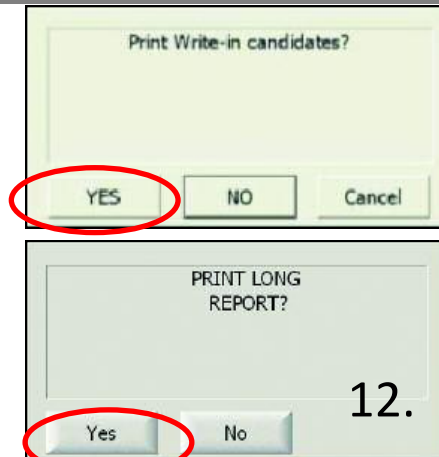 Print Write-in candidates?
YES NO Cancel
PRINT LONG
REPORT?
12.
Yes No